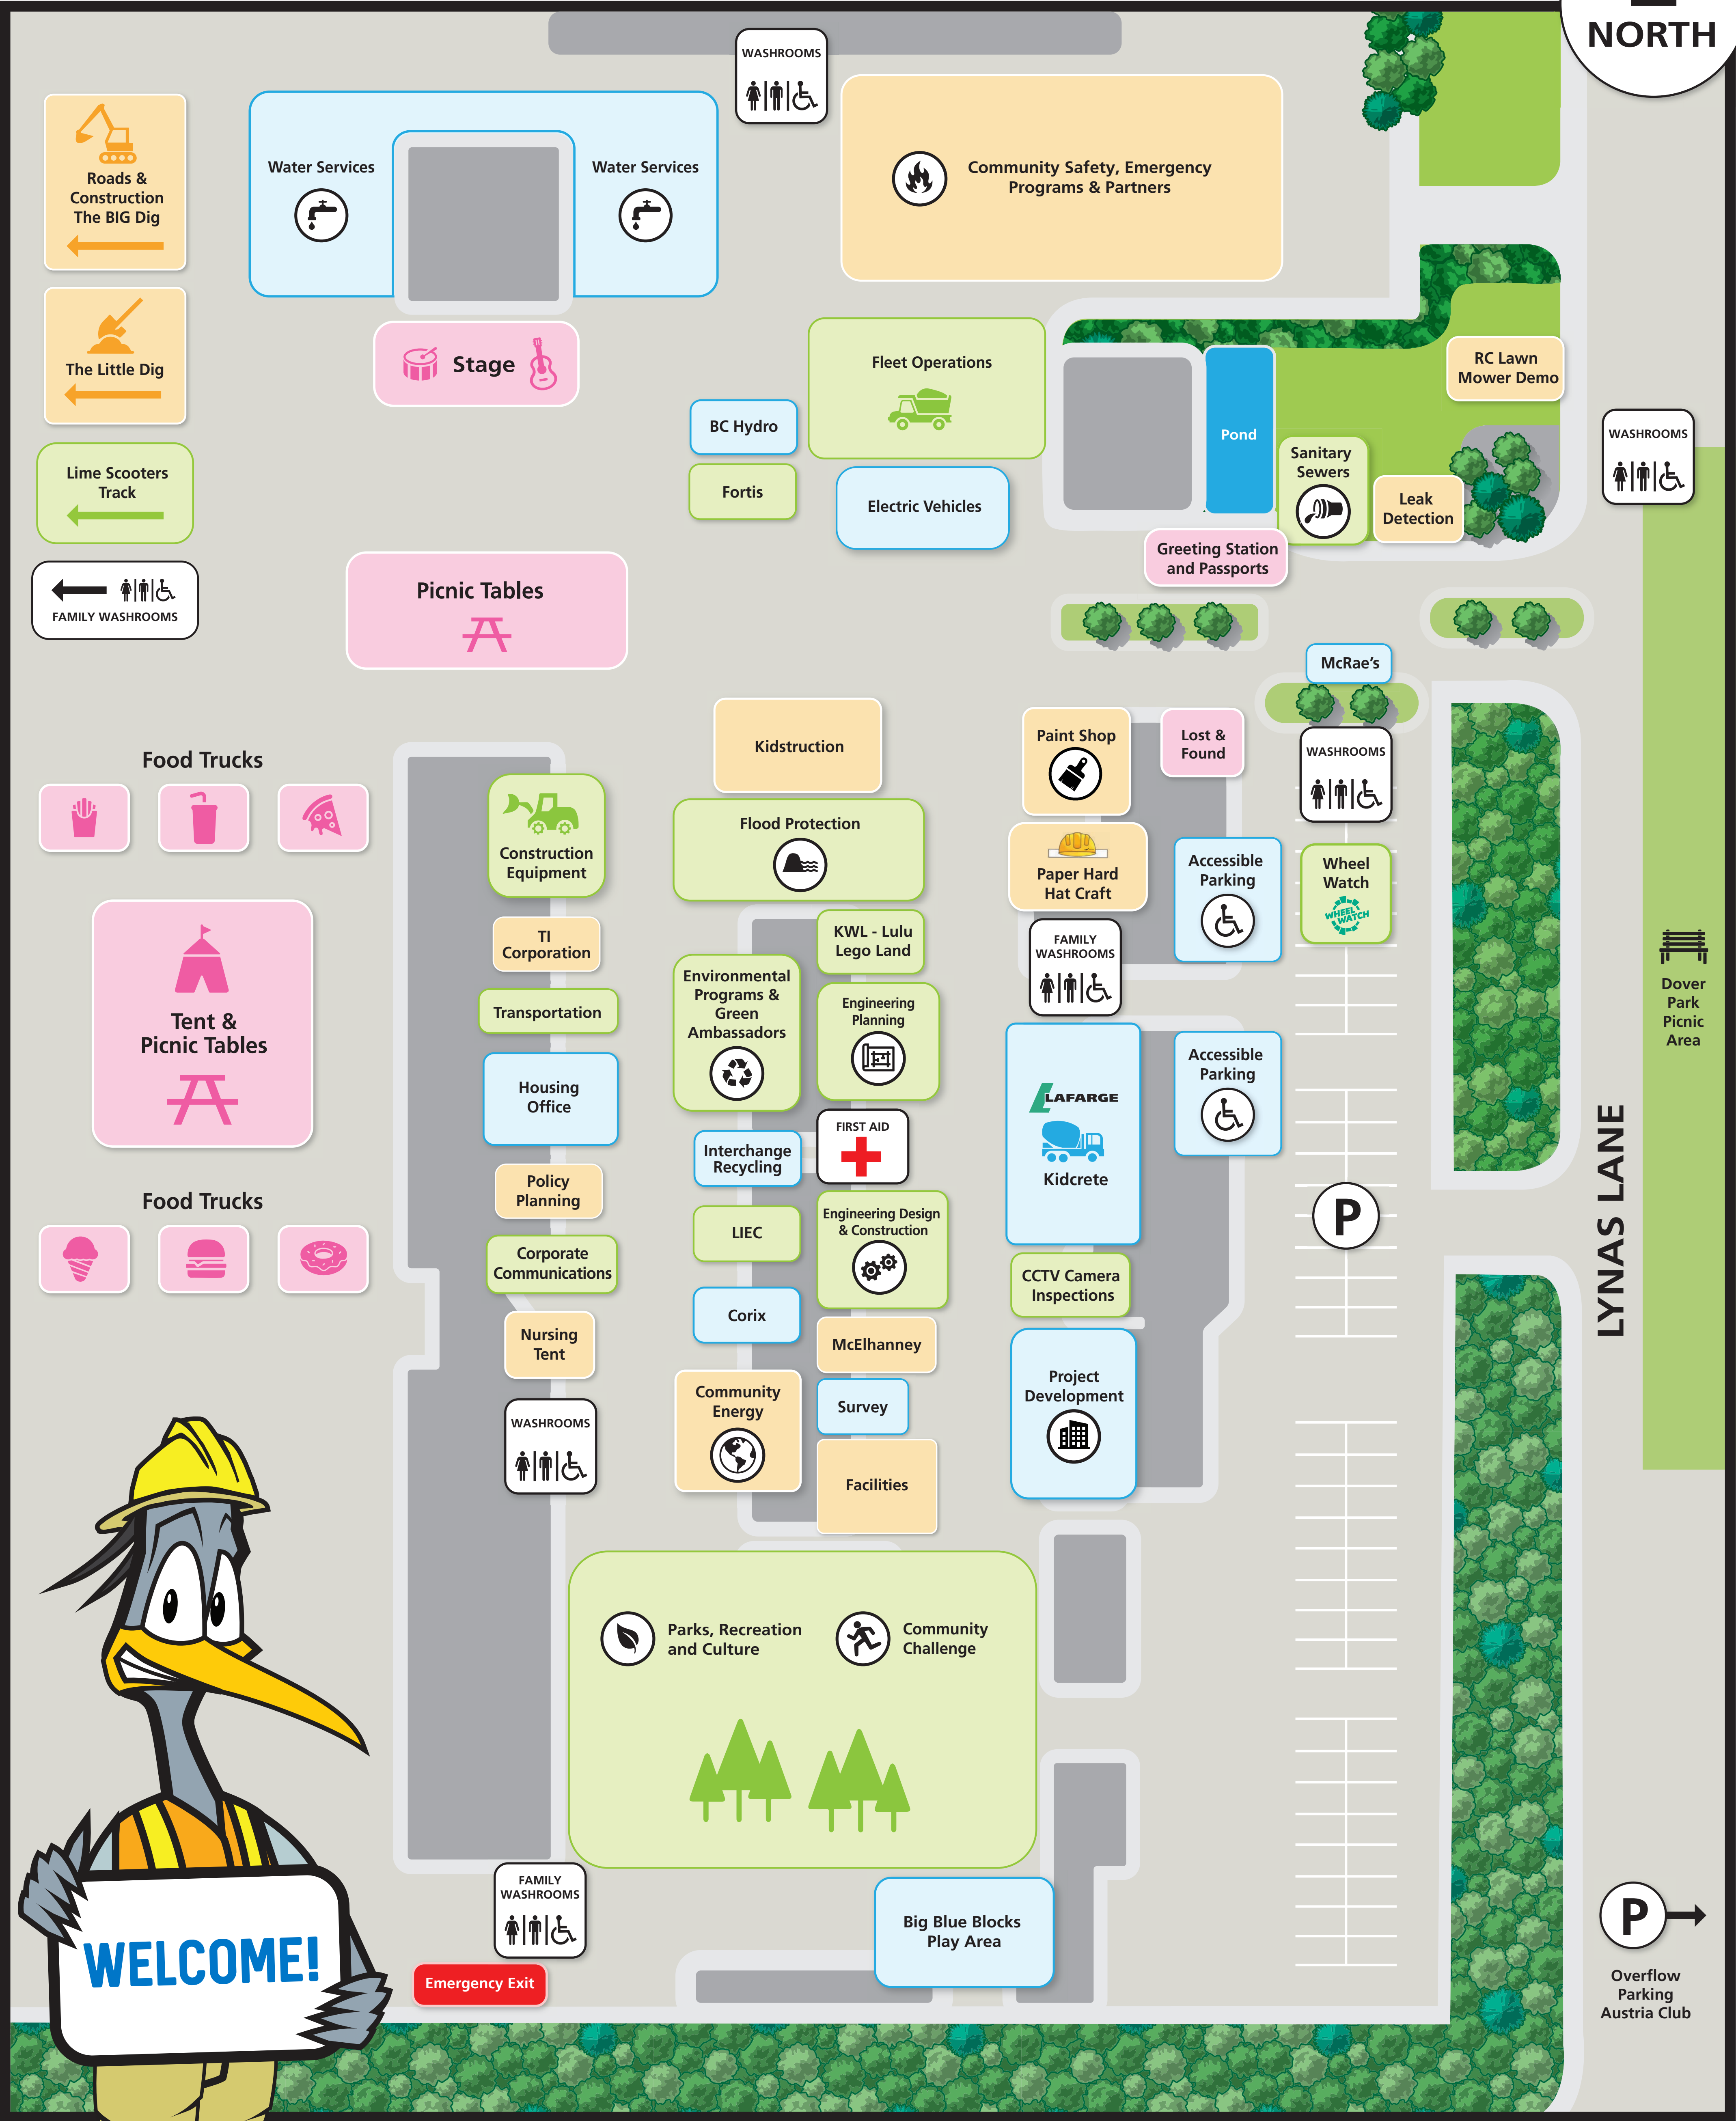 NORTH
WASHROOMS
Roads &
Construction
The BIG Dig
Water Services
Water Services
Community Safety, Emergency
Programs & Partners
The Little Dig
Stage
Fleet Operations
RC Lawn
Mower Demo
BC Hydro
Pond
WASHROOMS
Lime Scooters
Track
Fortis
Electric Vehicles
Sanitary
Sewers
Leak
Detection
Greeting Station
and Passports
FAMILY WASHROOMS
Picnic Tables
McRae's
Kidstruction
Paint Shop
Lost &
Found
WASHROOMS
Food Trucks
Construction
Equipment
Flood Protection
Paper Hard
Hat Craft
Accessible
Parking
Wheel
Watch
WHEEL
WATCH
TI
Corporation
KWL - Lulu
Lego Land
FAMILY
WASHROOMS
Environmental
Programs &
Green
Ambassadors
Engineering
Planning
Transportation
Tent &
Picnic Tables
Dover
Park
Picnic
Area
Housing
Office
LAFARGE
Kidcrete
Accessible
Parking
FIRST AID
Interchange
Recycling
Policy
Planning
Food Trucks
LIEC
Engineering Design
& Construction
P
LYNAS LANE
Corporate
Communications
CCTV Camera
Inspections
Corix
Nursing
Tent
McElhanney
Community
Energy
Survey
Project
Development
WASHROOMS
Facilities
Parks, Recreation
and Culture
Community
Challenge
FAMILY
WASHROOMS
Big Blue Blocks
Play Area
P
Overflow
Parking
Austria Club
WELCOME!
Emergency Exit